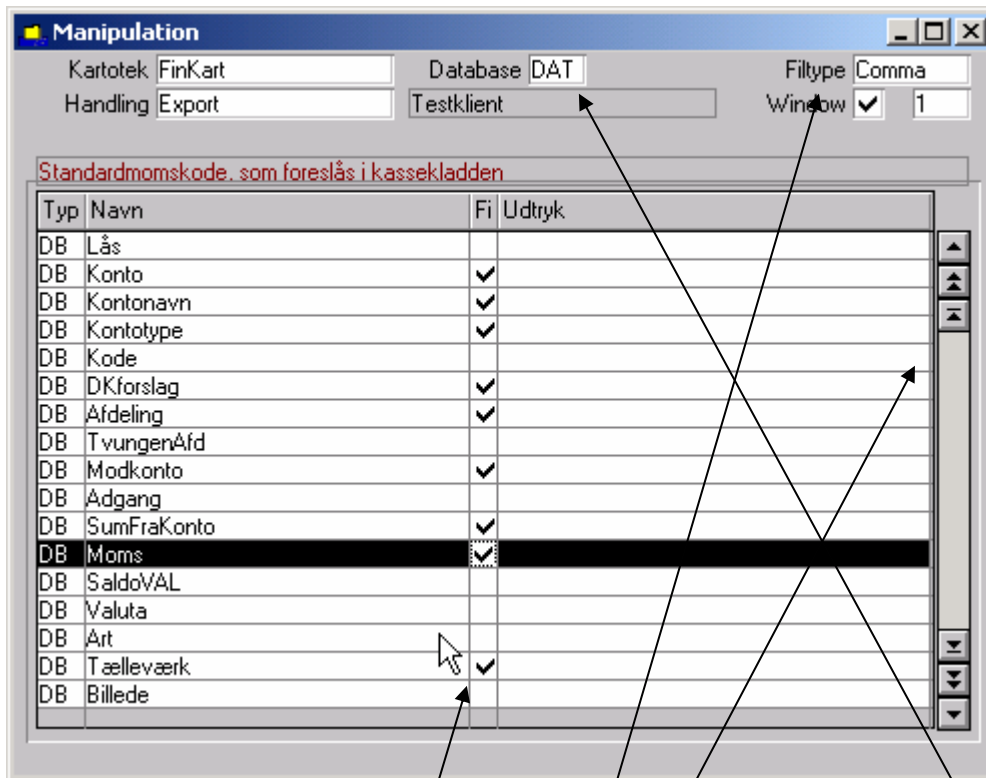 Manipulation
Kartotek FinKart Database DAT Filtype Comma
Handling Export Testklient Window 1
Standardmomskode, som foreslås i kassekladden
Typ Navn Fi Udtryk
DB Lås
DB Konto
DB Kontonavn
DB Kontotype
DB Kode
DB DKforslag
DB Afdeling
DB TvungenAfd
DB Modkonto
DB Adgang
DB SumFraKonto
DB Moms
DB SaldoVAL
DB Valuta
DB Art
DB Tælleværk
DB Billede